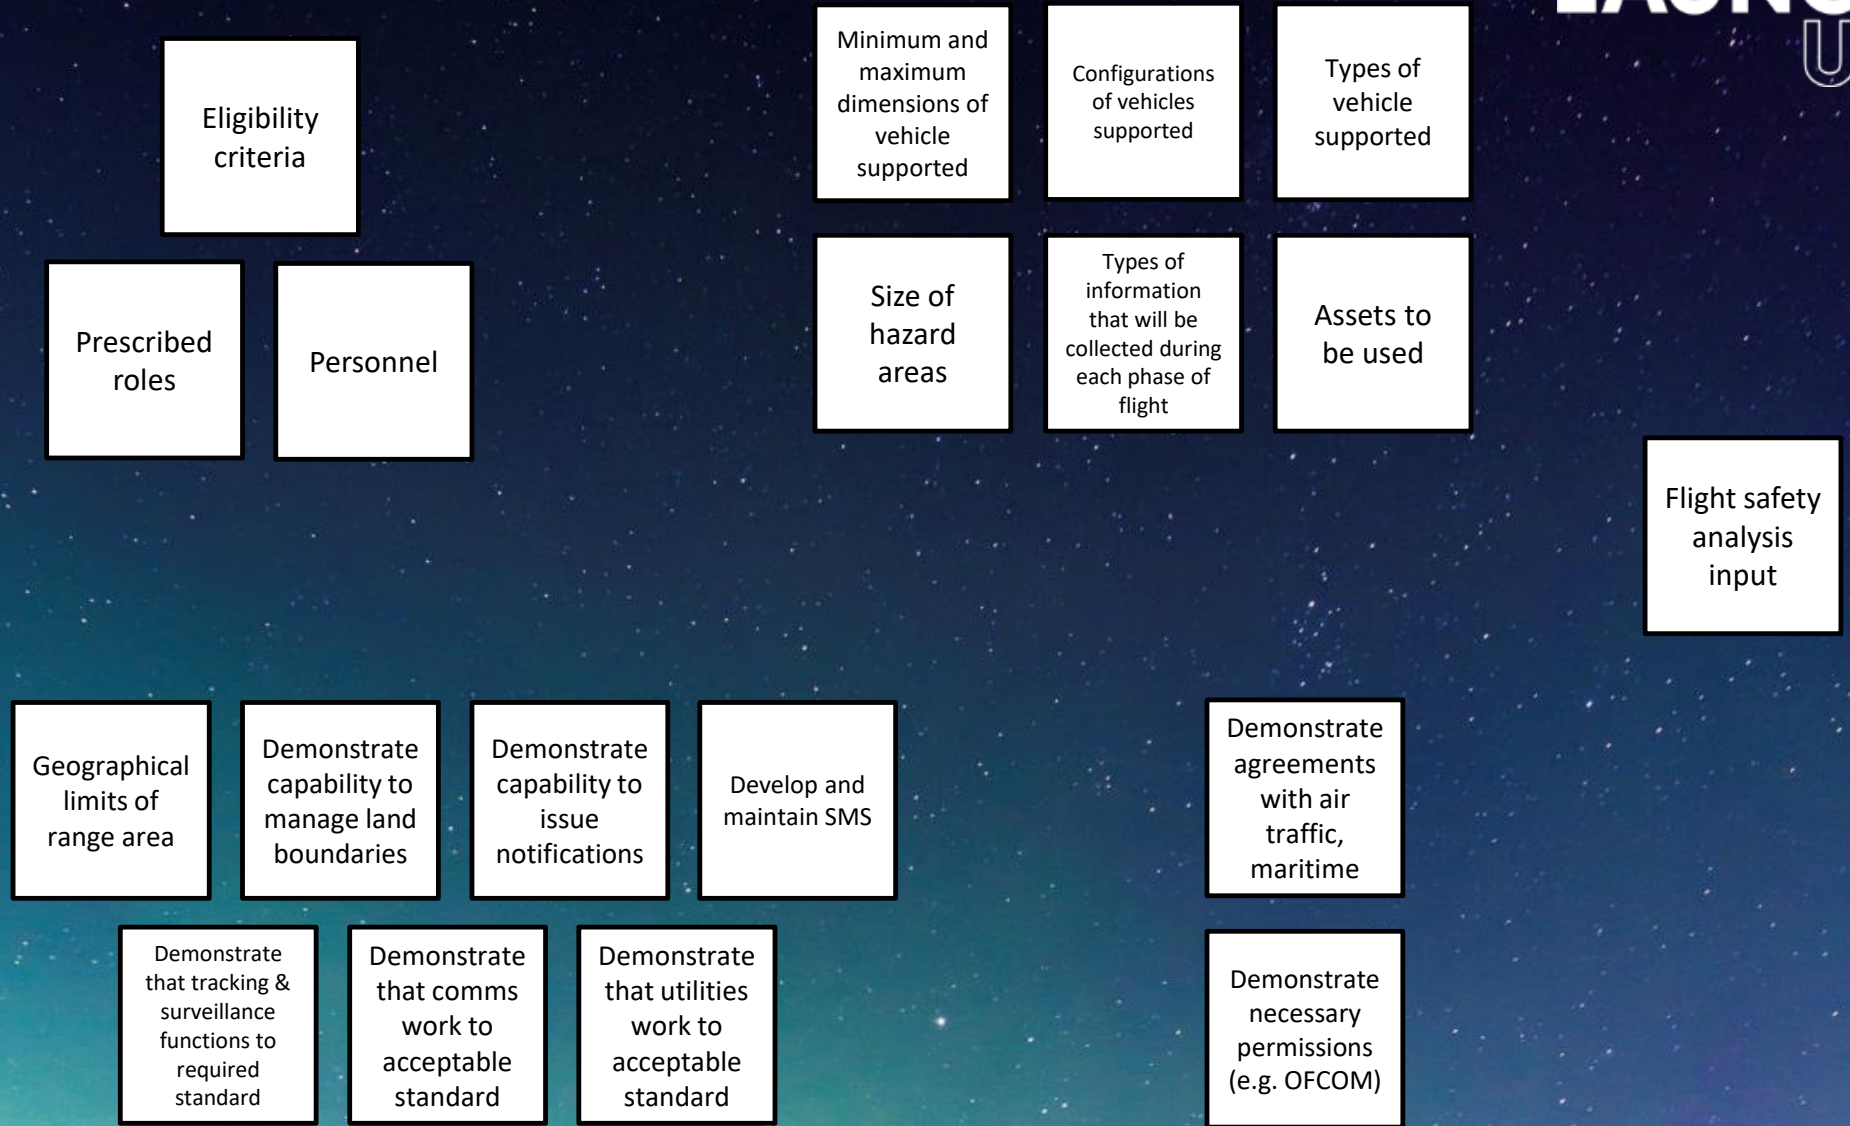 Eligibility
criteria
Prescribed
roles
Personnel
Minimum and
maximum
dimensions of
vehicle
supported
Configurations
of vehicles
supported
Types of
vehicle
supported
Size of
hazard
areas
Types of
information
that will be
collected during
each phase of
flight
Assets to
be used
Flight safety
analysis
input
Geographical
limits of
range area
Demonstrate
capability to
manage land
boundaries
Demonstrate
capability to
issue
notifications
Develop and
maintain SMS
Demonstrate
that tracking &
surveillance
functions to
required
standard
Demonstrate
that comms
work to
acceptable
standard
Demonstrate
that utilities
work to
acceptable
standard
Demonstrate
agreements
with air
traffic,
maritime
Demonstrate
necessary
permissions
(e.g. OFCOM)